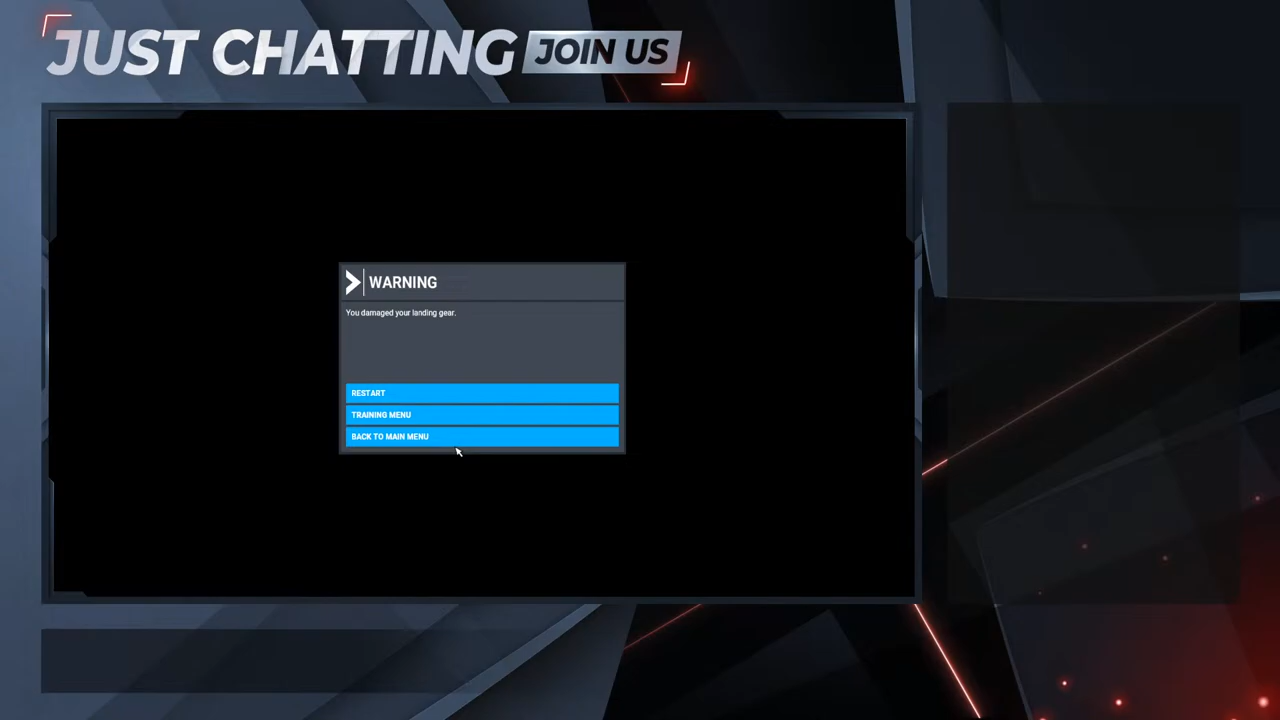 JUST CHATTING JOIN US
WARNING
You damaged your landing gear.
RESTART
TRAINING MENU
BACK TO MAIN MENU